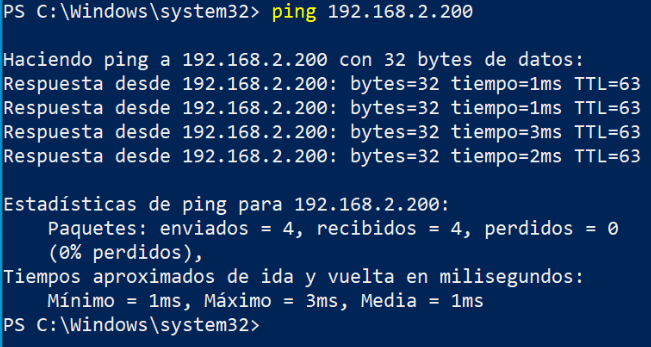 PS C:\Windows\system32> ping 192.168.2.200
Haciendo ping a 192.168.2.200 con 32 bytes de datos:
Respuesta desde 192.168.2.200: bytes=32 tiempo=1ms TTL=63
Respuesta desde 192.168.2.200: bytes=32 tiempo=1ms TTL=63
Respuesta desde 192.168.2.200: bytes=32 tiempo=3ms TTL=63
Respuesta desde 192.168.2.200: bytes=32 tiempo=2ms TTL=63
Estadísticas de ping para 192.168.2.200:
Paquetes: enviados = 4, recibidos = 4, perdidos = 0
(0% perdidos),
Tiempos aproximados de ida y vuelta en milisegundos:
Mínimo = 1ms, Máximo = 3ms, Media = 1ms
PS C:\Windows\system32>